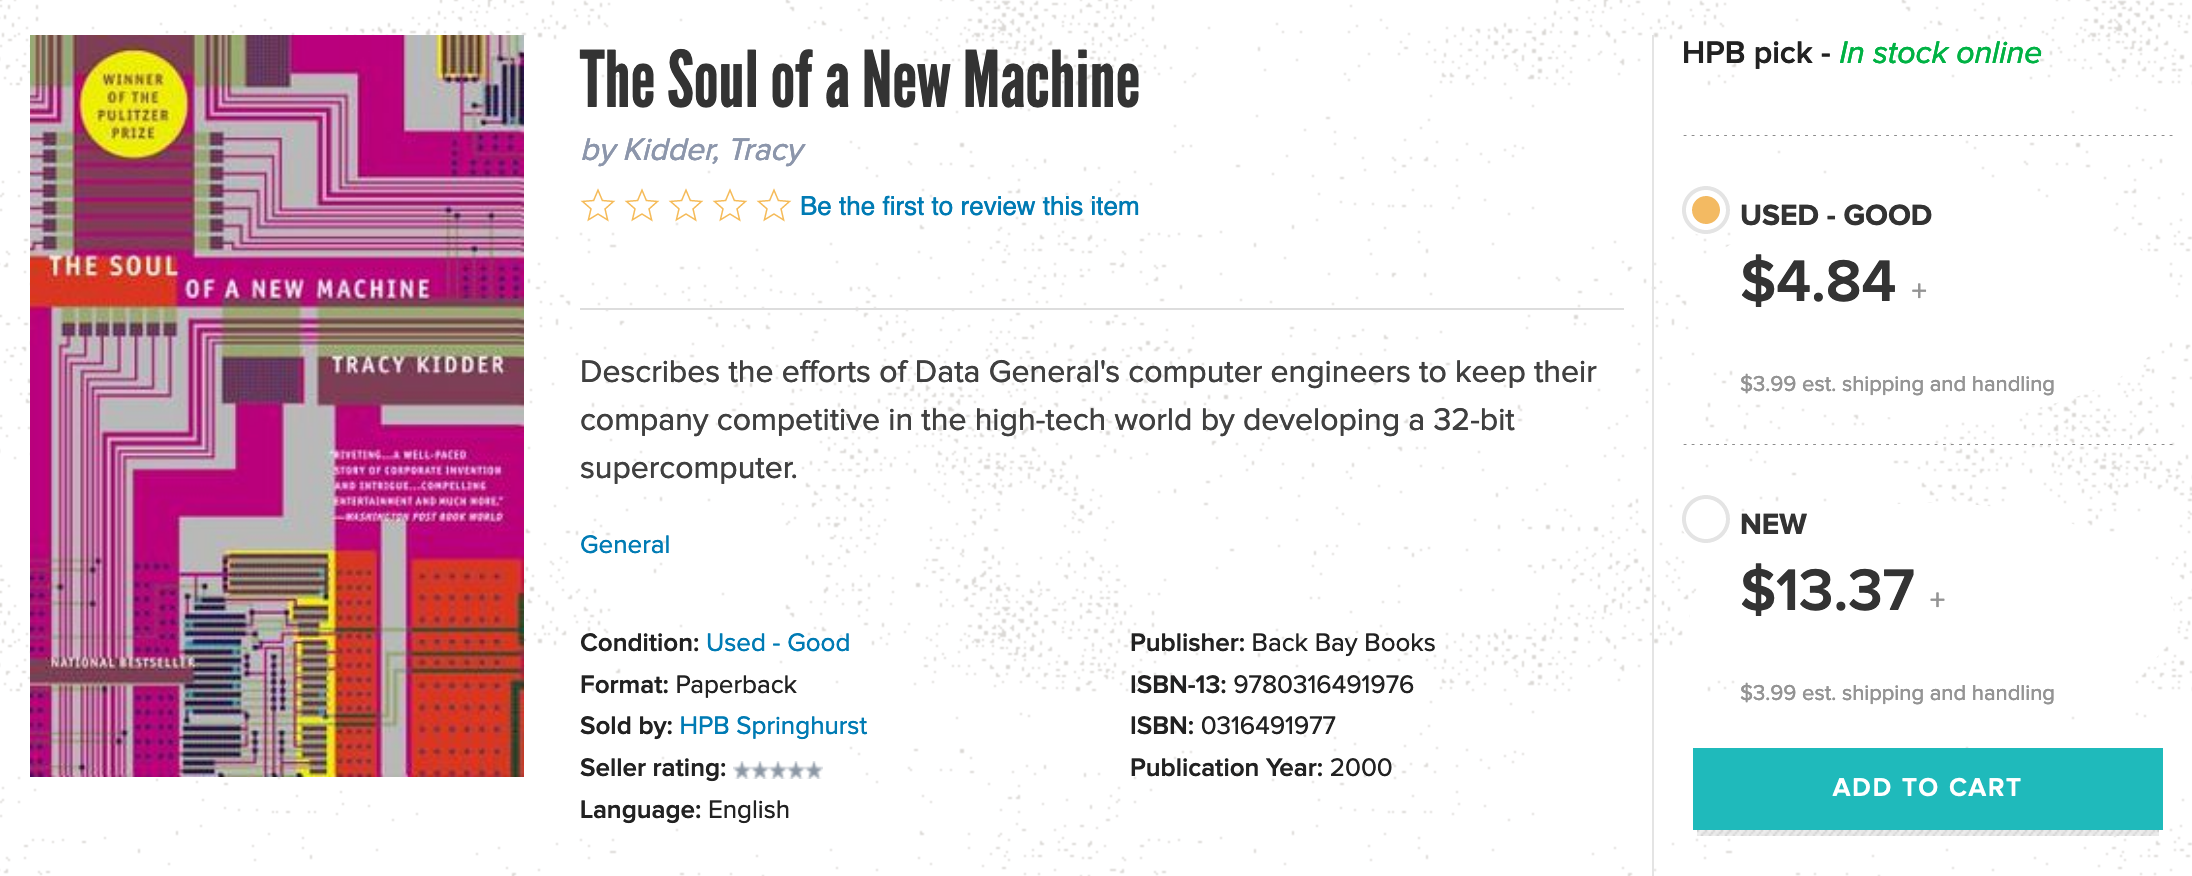 WINNER
OF THE
PULITZER
PRIZE
THE SOUL
OF A NEW MACHINE
TRACY KIDDER
"RIVETING...A WELL-PACED
STORY OF CORPORATE INVENTION
AND INTRIGUE...COMPELLING
ENTERTAINMENT AND MUCH MORE."
—WASHINGTON POST BOOK WORLD
NATIONAL BESTSELLER
The Soul of a New Machine
by Kidder, Tracy
Be the first to review this item
Describes the efforts of Data General's computer engineers to keep their
company competitive in the high-tech world by developing a 32-bit
supercomputer.
General
Condition: Used - Good
Format: Paperback
Sold by: HPB Springhurst
Seller rating: ★★★★★
Language: English
Publisher: Back Bay Books
ISBN-13: 9780316491976
ISBN: 0316491977
Publication Year: 2000
HPB pick - In stock online
USED - GOOD
$4.84 +
$3.99 est. shipping and handling
NEW
$13.37 +
$3.99 est. shipping and handling
ADD TO CART